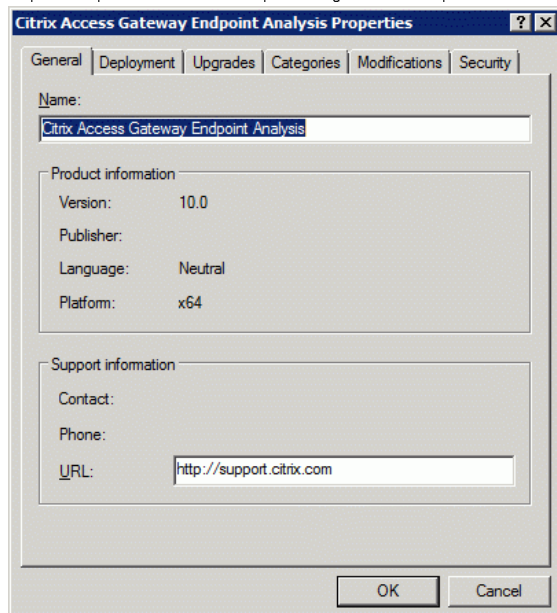 Citrix Access Gateway Endpoint Analysis Properties
General Deployment Upgrades Categories Modifications Security
Name:
Citrix Access Gateway Endpoint Analysis
Product information
Version: 10.0
Publisher:
Language: Neutral
Platform: x64
Support information
Contact:
Phone:
URL: http://support.citrix.com
OK Cancel